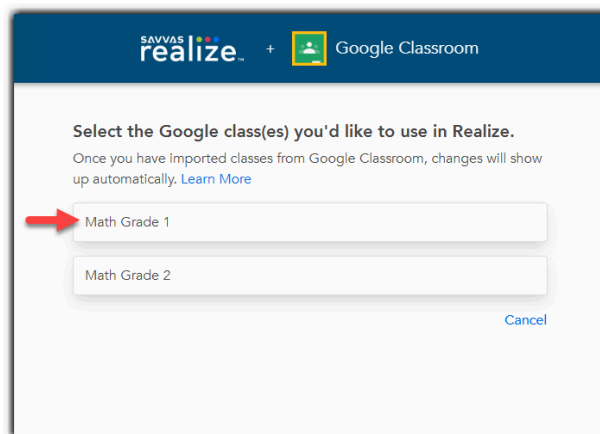 SAVVAS
realize™ + Google Classroom
Select the Google class(es) you'd like to use in Realize.
Once you have imported classes from Google Classroom, changes will show
up automatically. Learn More
Math Grade 1
Math Grade 2
Cancel